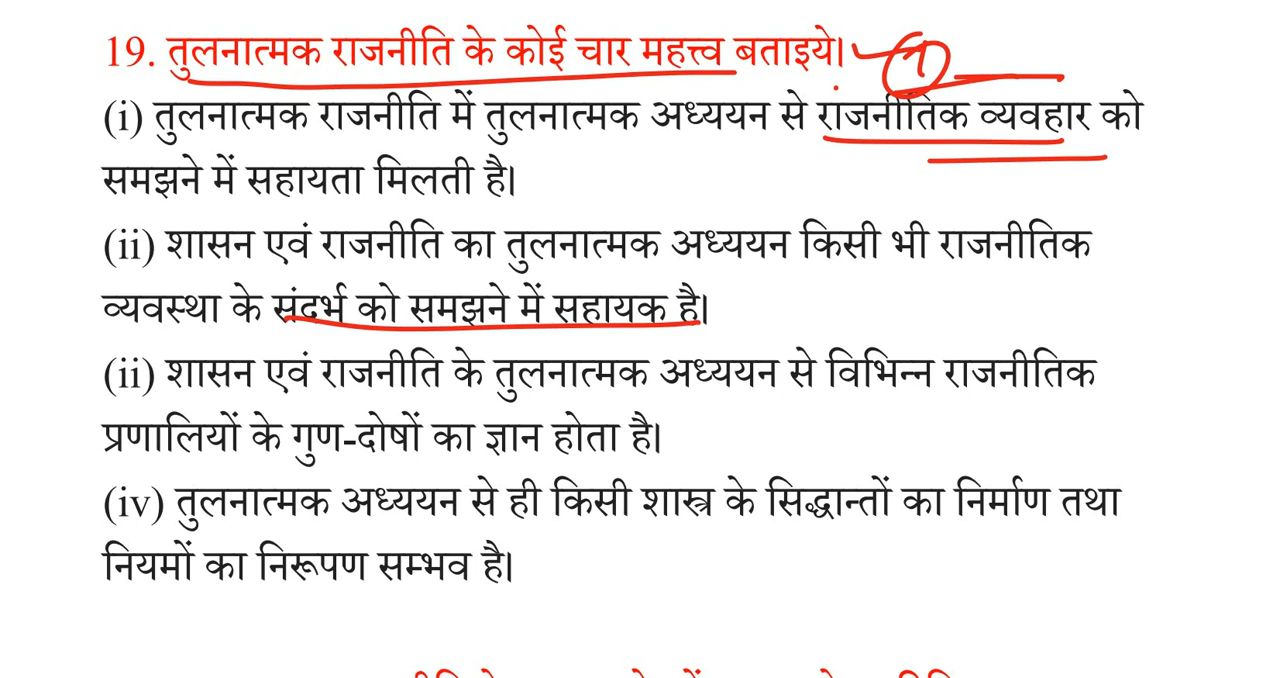 19. तुलनात्मक राजनीति के कोई चार महत्त्व बताइये।
(i) तुलनात्मक राजनीति में तुलनात्मक अध्ययन से राजनीतिक व्यवहार को
समझने में सहायता मिलती है।
(ii) शासन एवं राजनीति का तुलनात्मक अध्ययन किसी भी राजनीतिक
व्यवस्था के संदर्भ को समझने में सहायक है।
(ii) शासन एवं राजनीति के तुलनात्मक अध्ययन से विभिन्न राजनीतिक
प्रणालियों के गुण-दोषों का ज्ञान होता है।
(iv) तुलनात्मक अध्ययन से ही किसी शास्त्र के सिद्धान्तों का निर्माण तथा
नियमों का निरूपण सम्भव है।